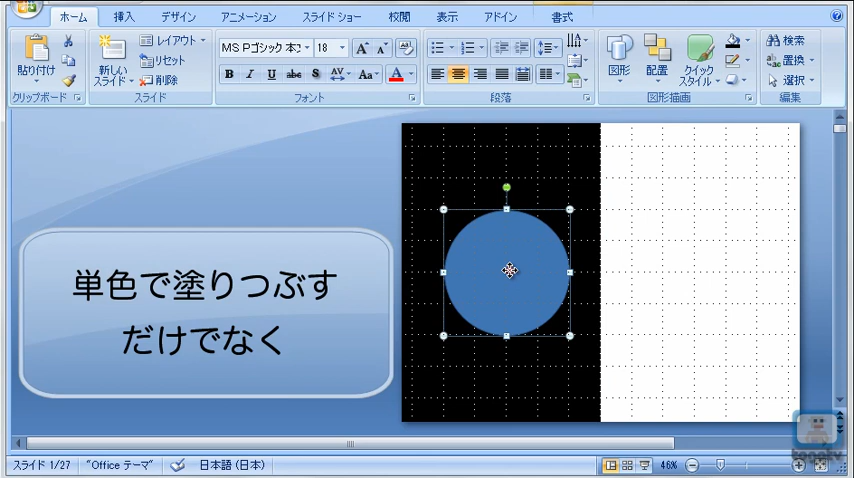 ホーム 挿入 デザイン アニメーション スライド ショー 校閲 表示 アドイン 書式
貼り付け
新しい
スライド
レイアウト
リセット
削除
MS Pゴシック 本文 18
B I U abc S AV Aa A
図形
配置
クイック
スタイル
検索
置換
選択
クリップボード スライド フォント 段落 図形描画 編集
単色で塗りつぶす
だけでなく
スライド 1/27 "Office テーマ" 日本語 (日本) 46%